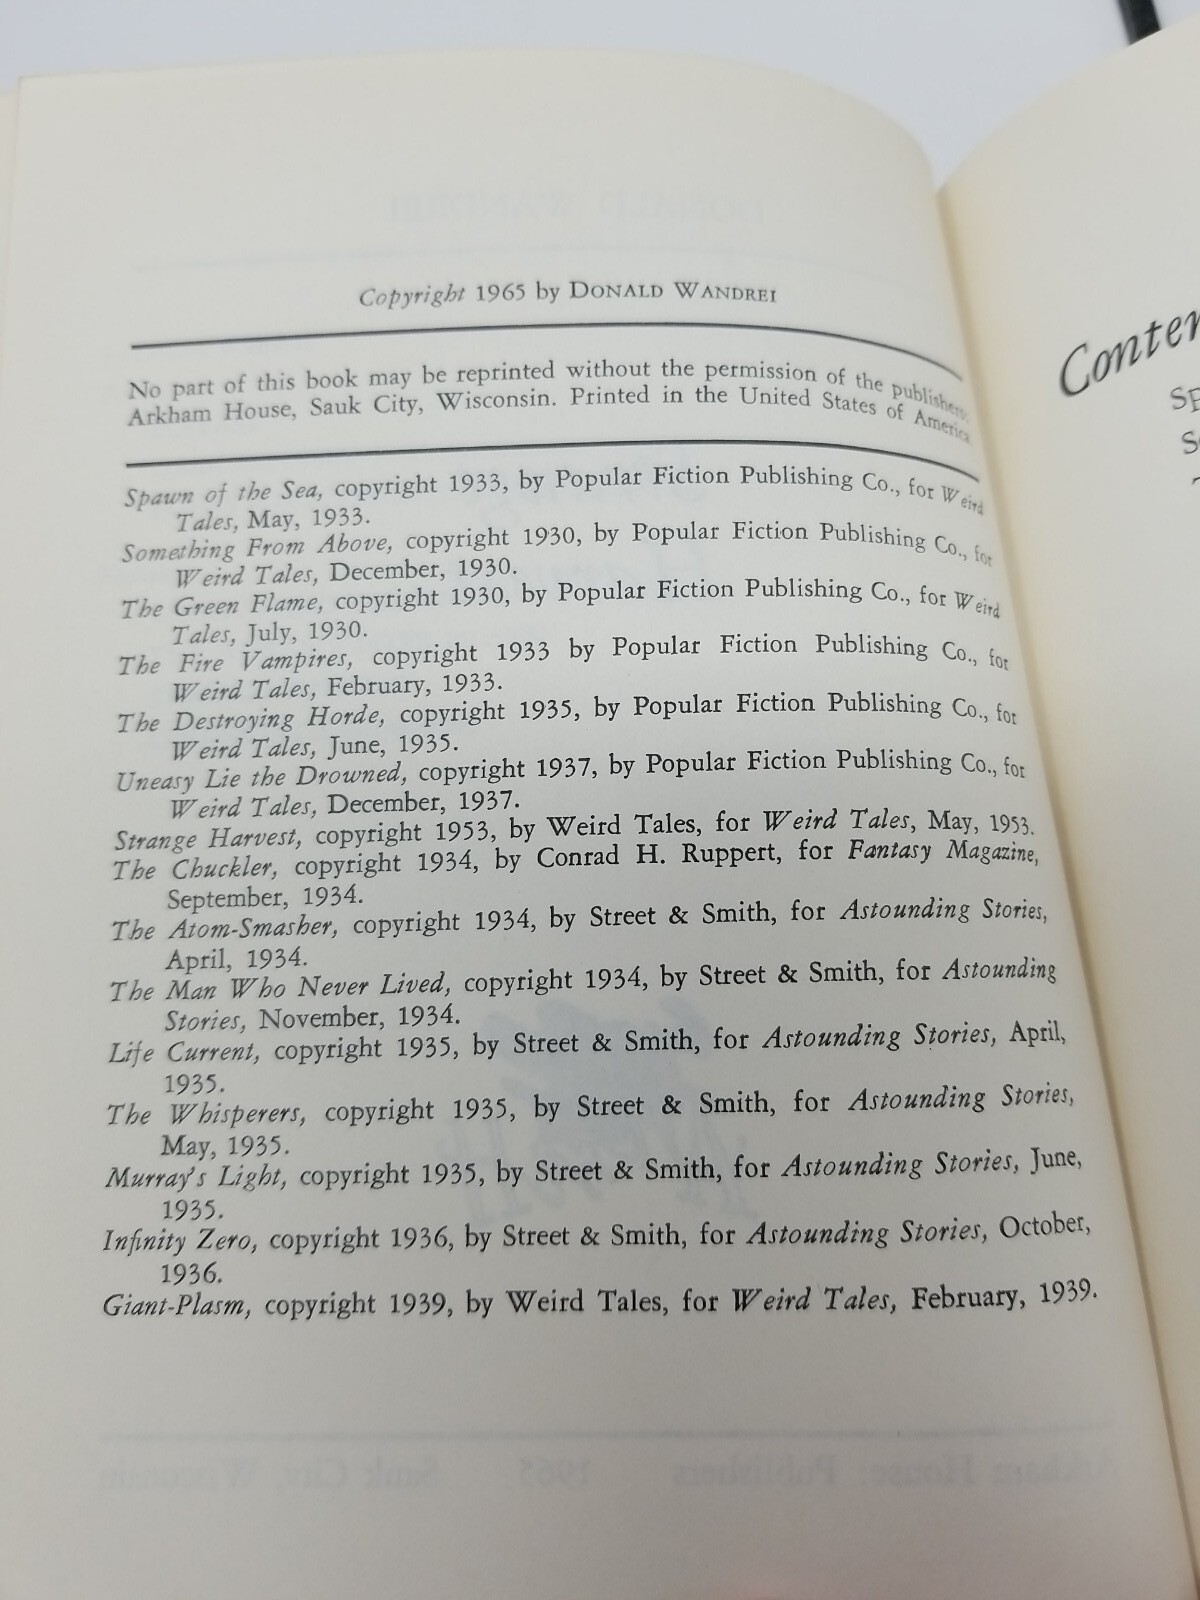 Copyright 1965 by DONALD WANDREI
No part of this book may be reprinted without the permission of the publishers:
Arkham House, Sauk City, Wisconsin. Printed in the United States of America
Spawn of the Sea, copyright 1933, by Popular Fiction Publishing Co., for Weird
Tales, May, 1933.
Something From Above, copyright 1930, by Popular Fiction Publishing Co., for
Weird Tales, December, 1930.
The Green Flame, copyright 1930, by Popular Fiction Publishing Co., for Weird
Tales, July, 1930.
The Fire Vampires, copyright 1933 by Popular Fiction Publishing Co., for
Weird Tales, February, 1933.
The Destroying Horde, copyright 1935, by Popular Fiction Publishing Co., for
Weird Tales, June, 1935.
Uneasy Lie the Drowned, copyright 1937, by Popular Fiction Publishing Co., for
Weird Tales, December, 1937.
Strange Harvest, copyright 1953, by Weird Tales, for Weird Tales, May, 1953.
The Chuckler, copyright 1934, by Conrad H. Ruppert, for Fantasy Magazine,
September, 1934.
The Atom-Smasher, copyright 1934, by Street & Smith, for Astounding Stories,
April, 1934.
The Man Who Never Lived, copyright 1934, by Street & Smith, for Astounding
Stories, November, 1934.
Life Current, copyright 1935, by Street & Smith, for Astounding Stories, April,
1935.
The Whisperers, copyright 1935, by Street & Smith, for Astounding Stories,
May, 1935.
Murray's Light, copyright 1935, by Street & Smith, for Astounding Stories, June,
1935.
Infinity Zero, copyright 1936, by Street & Smith, for Astounding Stories, October,
1936.
Giant-Plasm, copyright 1939, by Weird Tales, for Weird Tales, February, 1939.
Conten